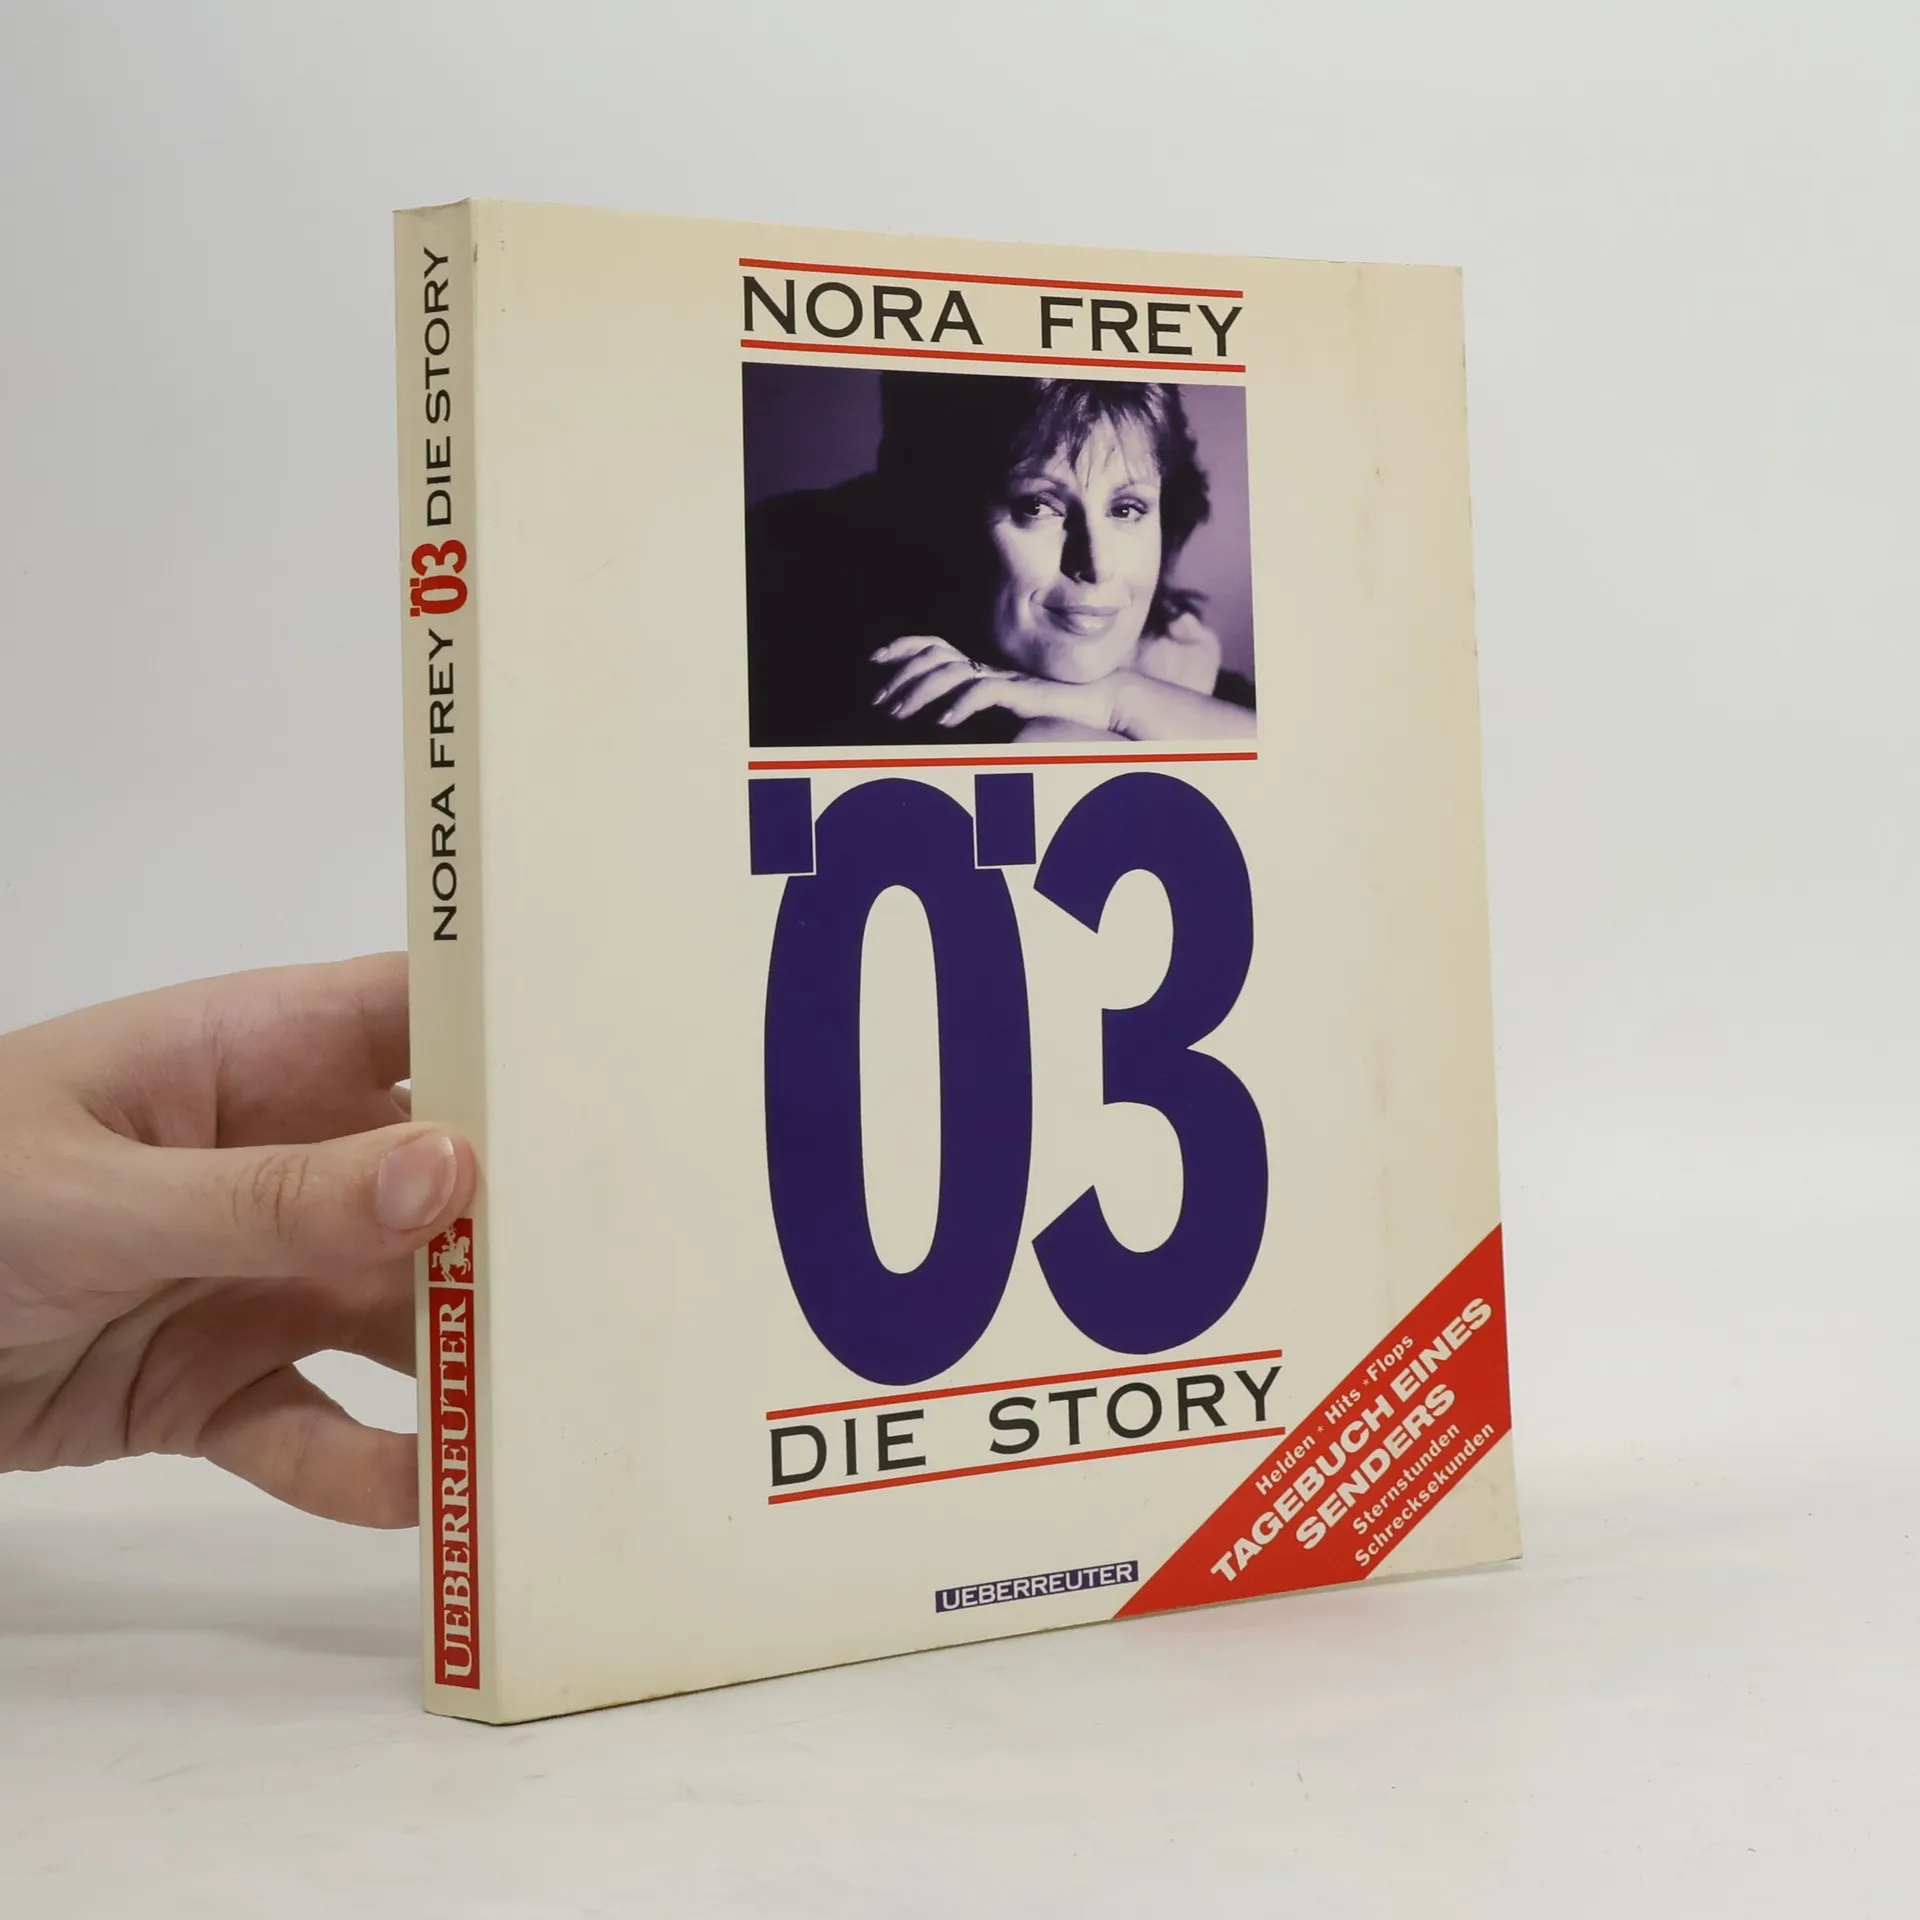 NORA FREY Ö3 DIE STORY
UEBERREUTER
NORA FREY
Ö3
DIE STORY
UEBERREUTER
Helden * Hits * Flops
TAGEBUCH EINES
SENDERS
Sternstunden
Schrecksekunden